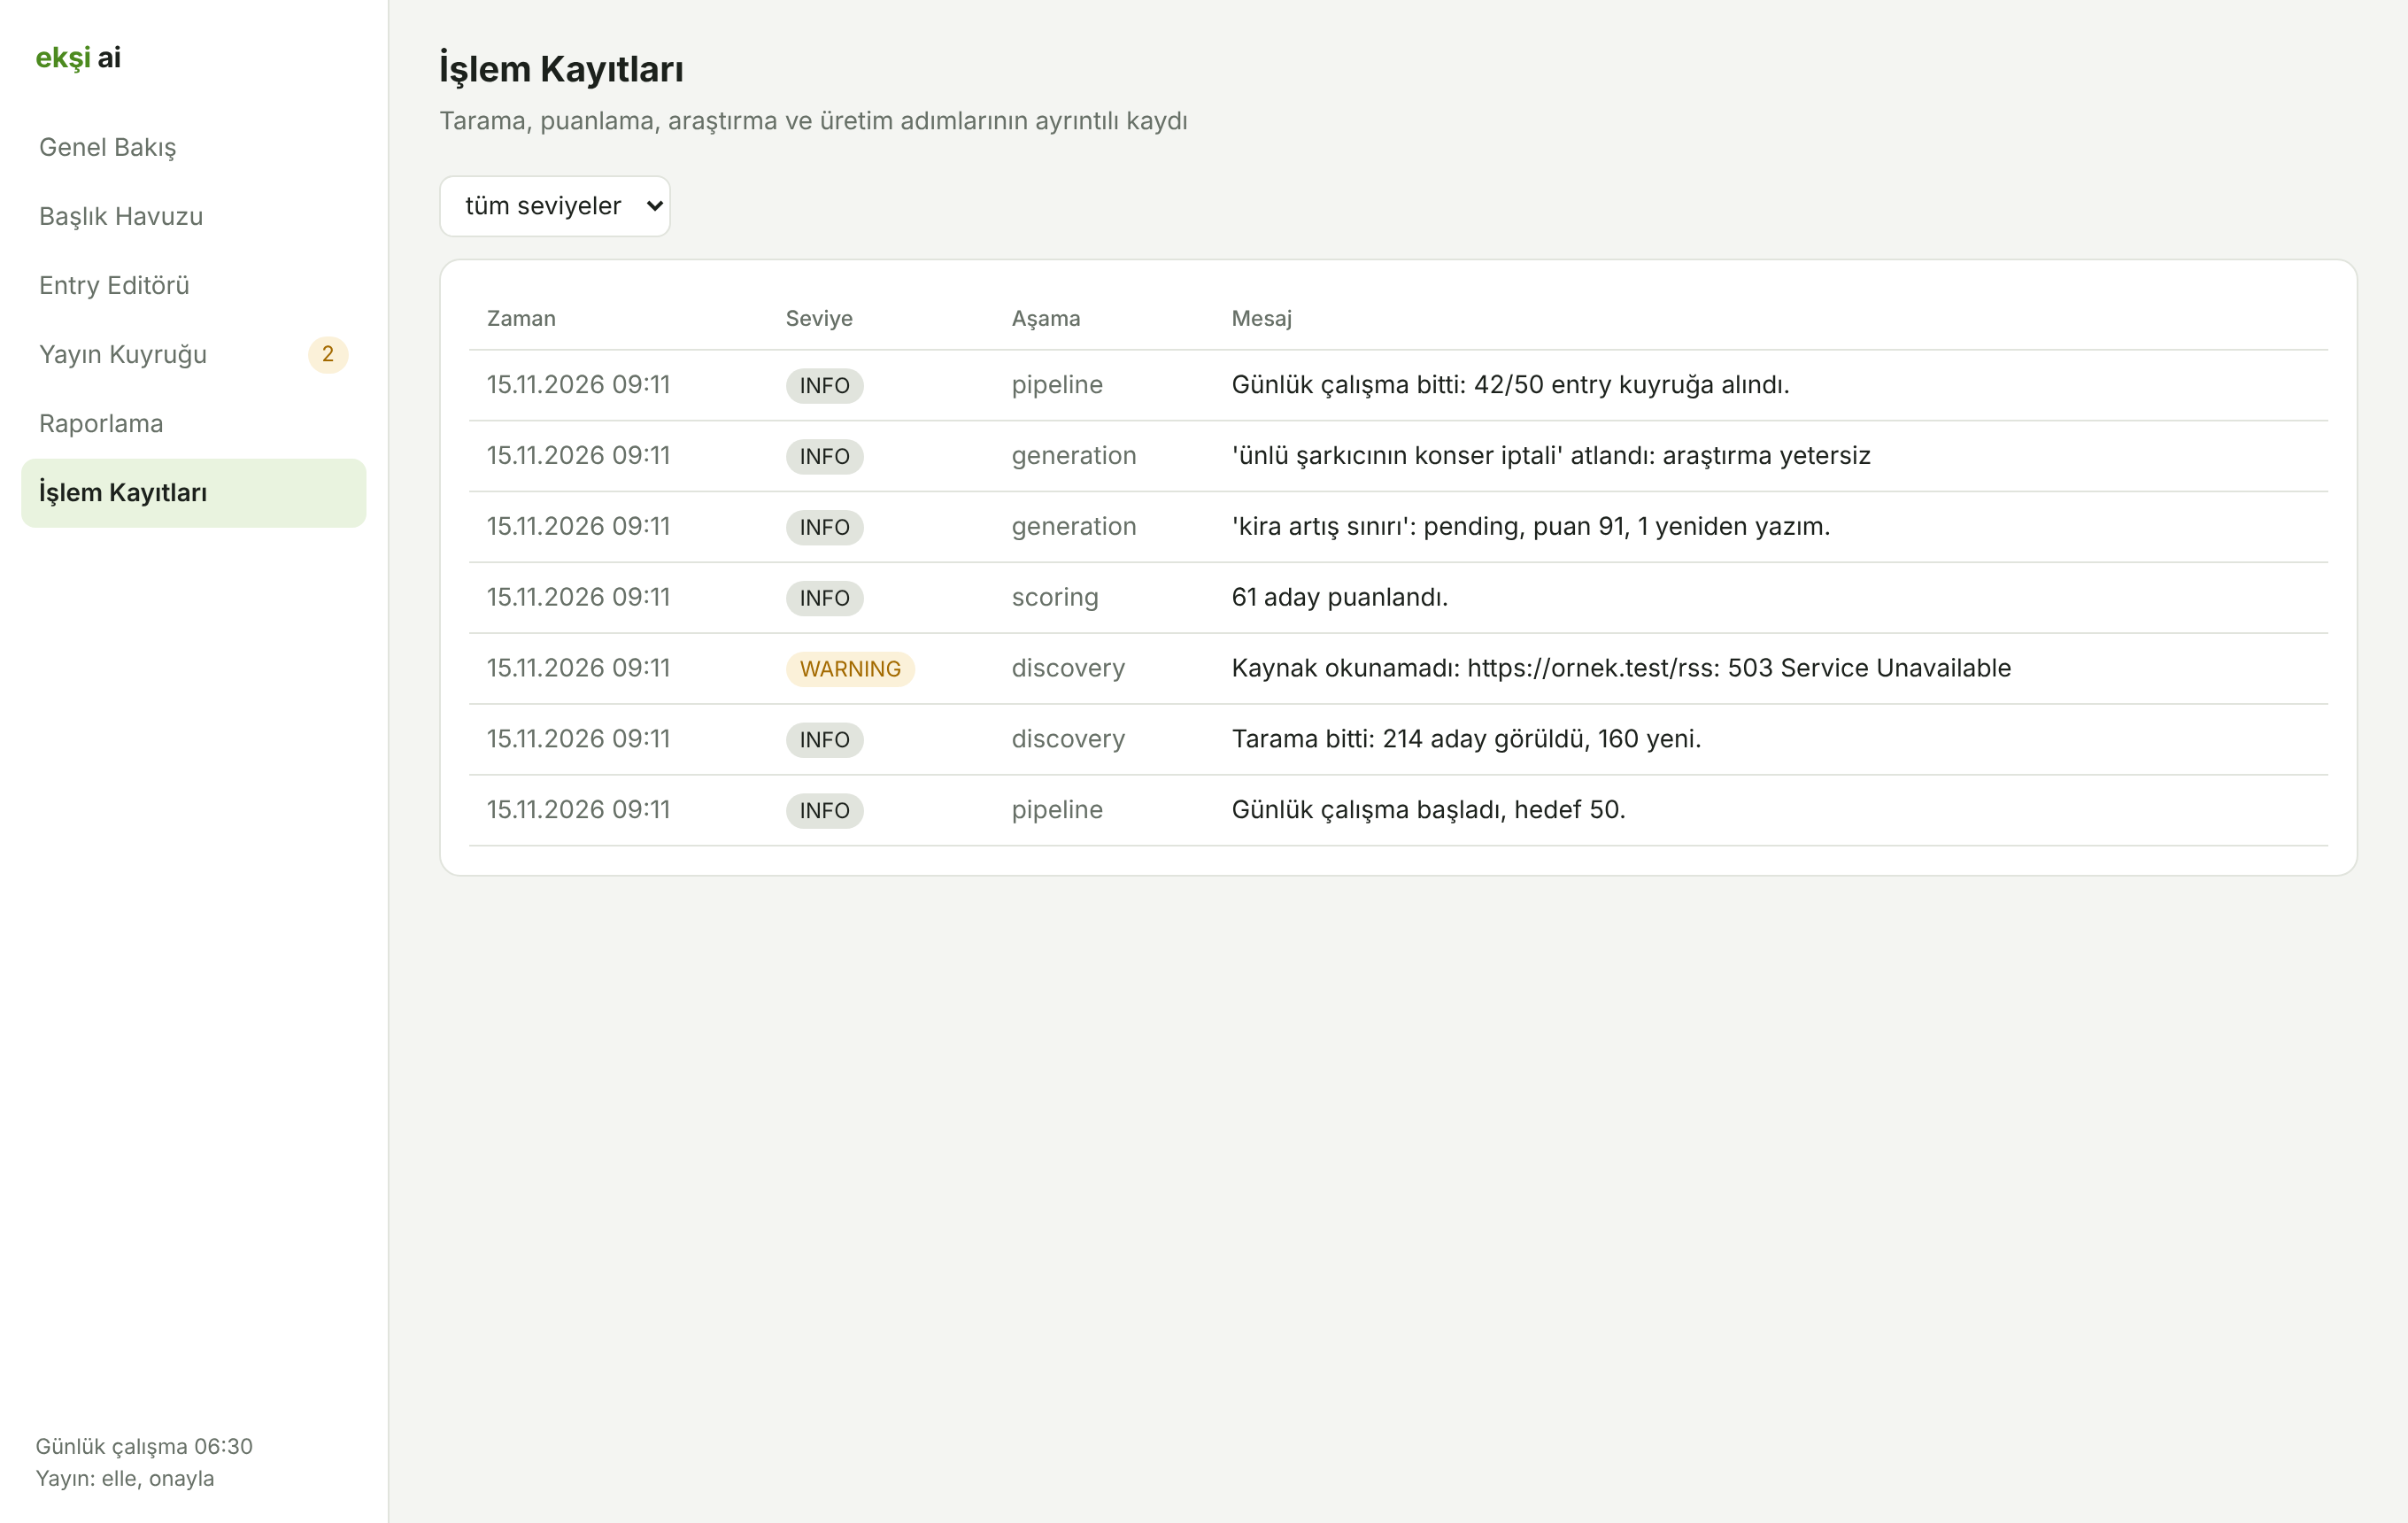 ekşi ai
Genel Bakış
Başlık Havuzu
Entry Editörü
Yayın Kuyruğu 2
Raporlama
İşlem Kayıtları
Günlük çalışma 06:30
Yayın: elle, onayla
İşlem Kayıtları
Tarama, puanlama, araştırma ve üretim adımlarının ayrıntılı kaydı
tüm seviyeler
Zaman Seviye Aşama Mesaj
15.11.2026 09:11 INFO pipeline Günlük çalışma bitti: 42/50 entry kuyruğa alındı.
15.11.2026 09:11 INFO generation 'ünlü şarkıcının konser iptali' atlandı: araştırma yetersiz
15.11.2026 09:11 INFO generation 'kira artış sınırı': pending, puan 91, 1 yeniden yazım.
15.11.2026 09:11 INFO scoring 61 aday puanlandı.
15.11.2026 09:11 WARNING discovery Kaynak okunamadı: https://ornek.test/rss: 503 Service Unavailable
15.11.2026 09:11 INFO discovery Tarama bitti: 214 aday görüldü, 160 yeni.
15.11.2026 09:11 INFO pipeline Günlük çalışma başladı, hedef 50.